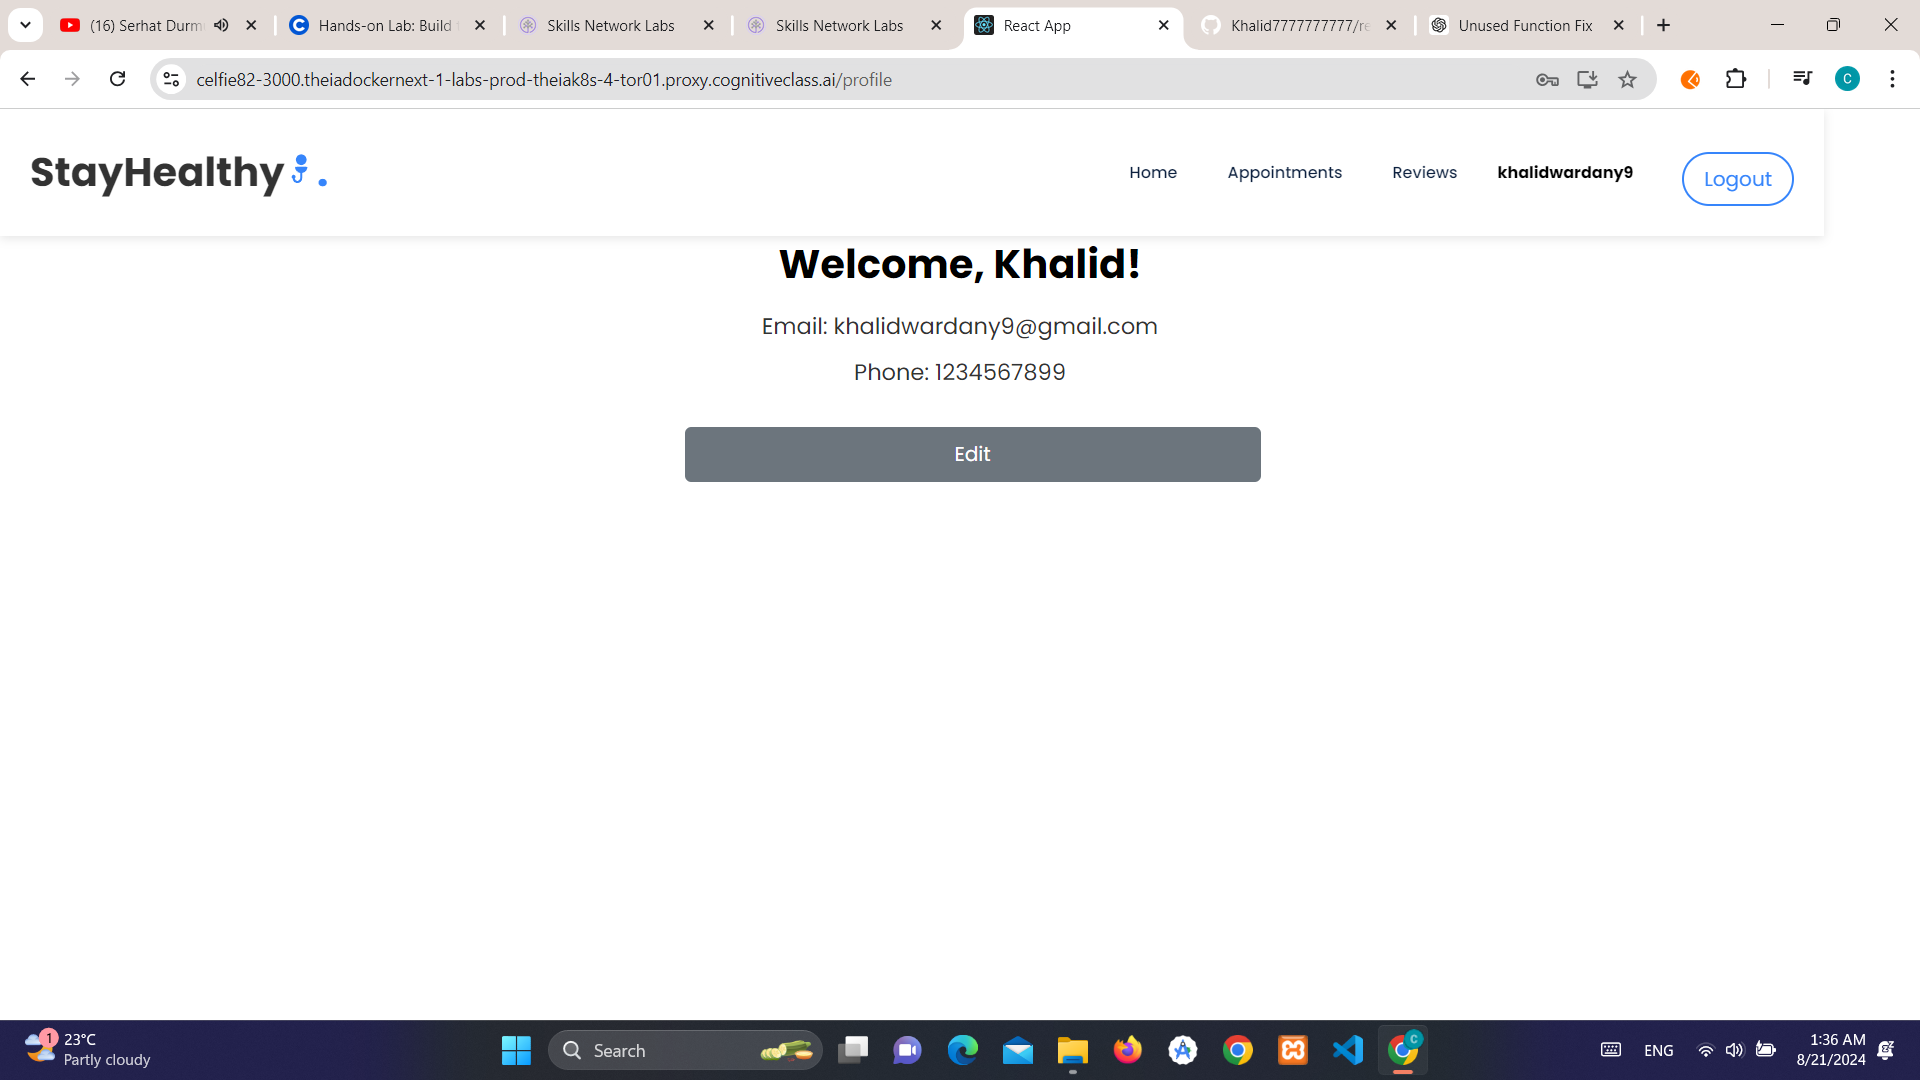 (16) Serhat Durm
Hands-on Lab: Build
Skills Network Labs
Skills Network Labs
React App
Khalid7777777777/re
Unused Function Fix
celfie82-3000.theiadockernext-1-labs-prod-theiak8s-4-tor01.proxy.cognitiveclass.ai/profile
C
StayHealthy .
Home
Appointments
Reviews
khalidwardany9
Logout
Welcome, Khalid!
Email: khalidwardany9@gmail.com
Phone: 1234567899
Edit
1
23°C
Partly cloudy
Search
C
ENG
1:36 AM
8/21/2024